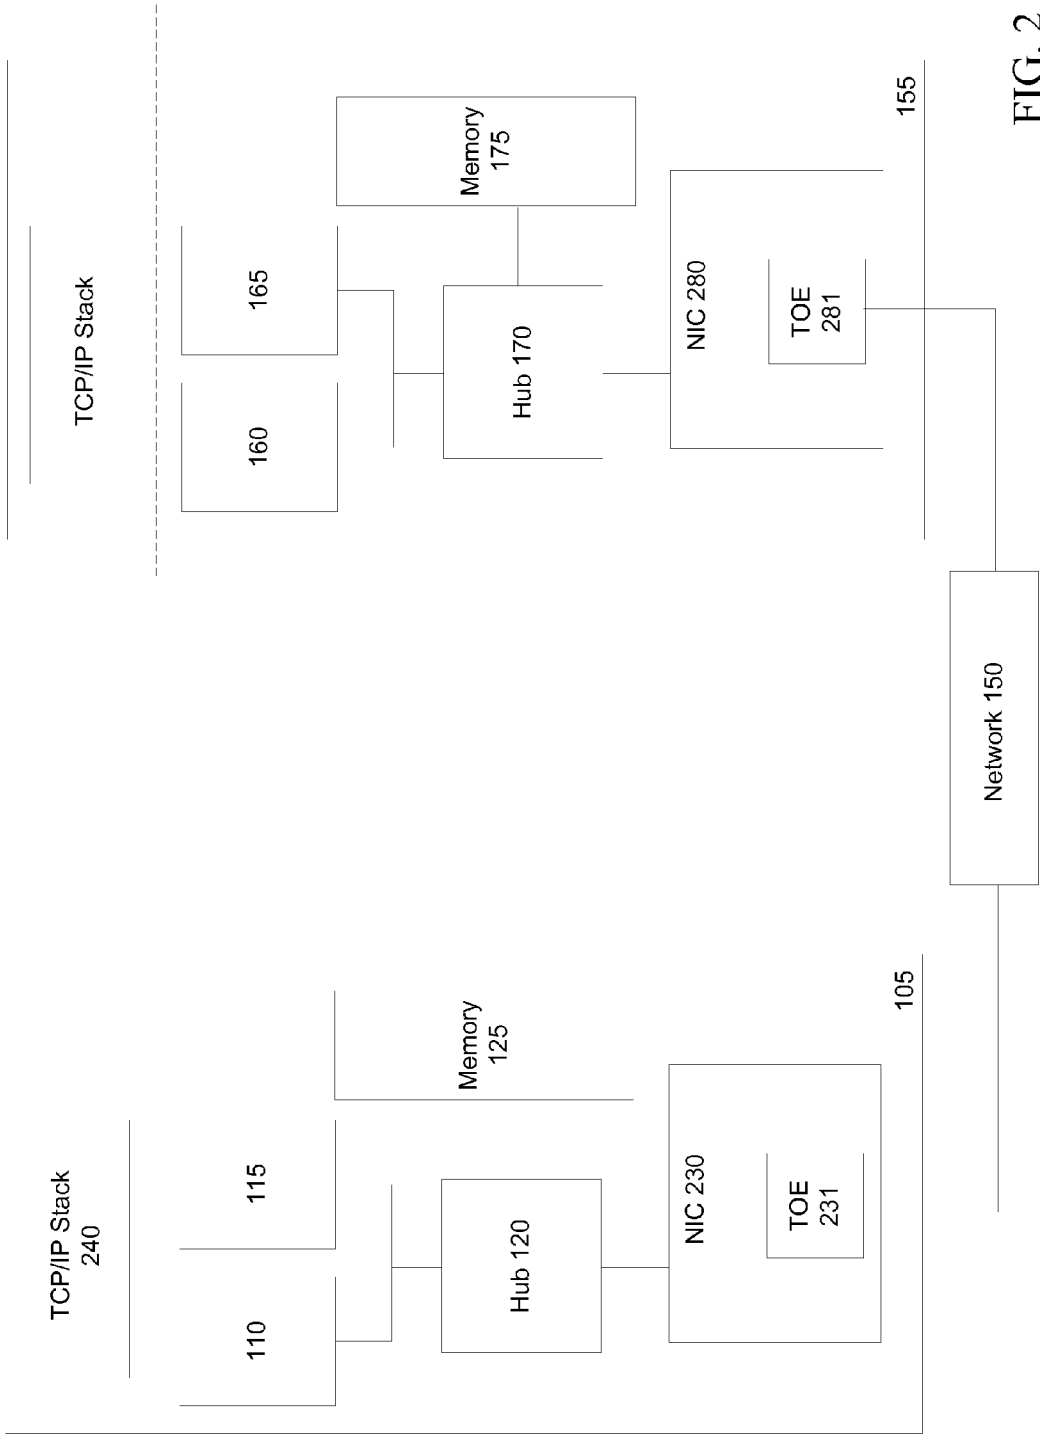 TCP/IP Stack
240
110
115
Memory
125
Hub 120
NIC 230
TOE
231
105
Network 150
TCP/IP Stack
160
165
Memory
175
Hub 170
NIC 280
TOE
281
155
FIG. 2